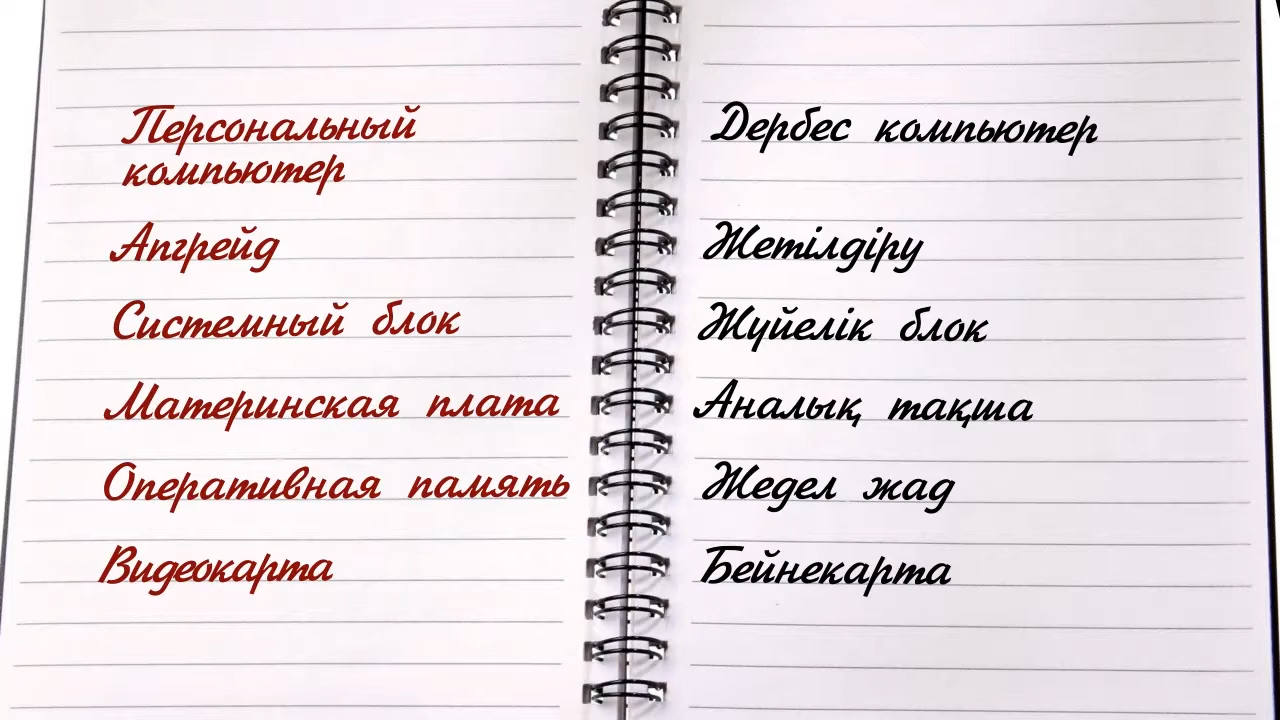 Персональный
компьютер
Апгрейд
Системный блок
Материнская плата
Оперативная память
Видеокарта
Дербес компьютер
Жетілдіру
Жүйелік блок
Аналық тақша
Жедел жад
Бейнекарта